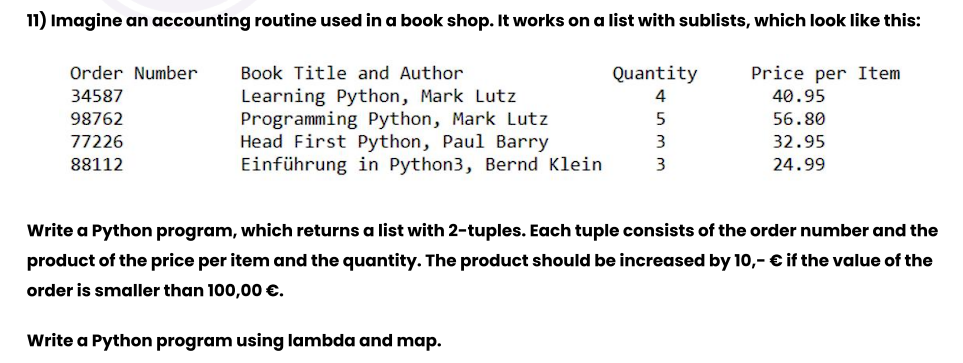 11) Imagine an accounting routine used in a book shop. It works on a list with sublists, which look like this:
Order Number Book Title and Author Quantity Price per Item
34587 Learning Python, Mark Lutz 4 40.95
98762 Programming Python, Mark Lutz 5 56.80
77226 Head First Python, Paul Barry 3 32.95
88112 Einführung in Python3, Bernd Klein 3 24.99
Write a Python program, which returns a list with 2-tuples. Each tuple consists of the order number and the
product of the price per item and the quantity. The product should be increased by 10,- € if the value of the
order is smaller than 100,00 €.
Write a Python program using lambda and map.